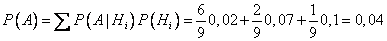 P(A) = ∑ P(A|H_i) P(H_i) = 6/9 0,02 + 2/9 0,07 + 1/9 0,1 = 0,04